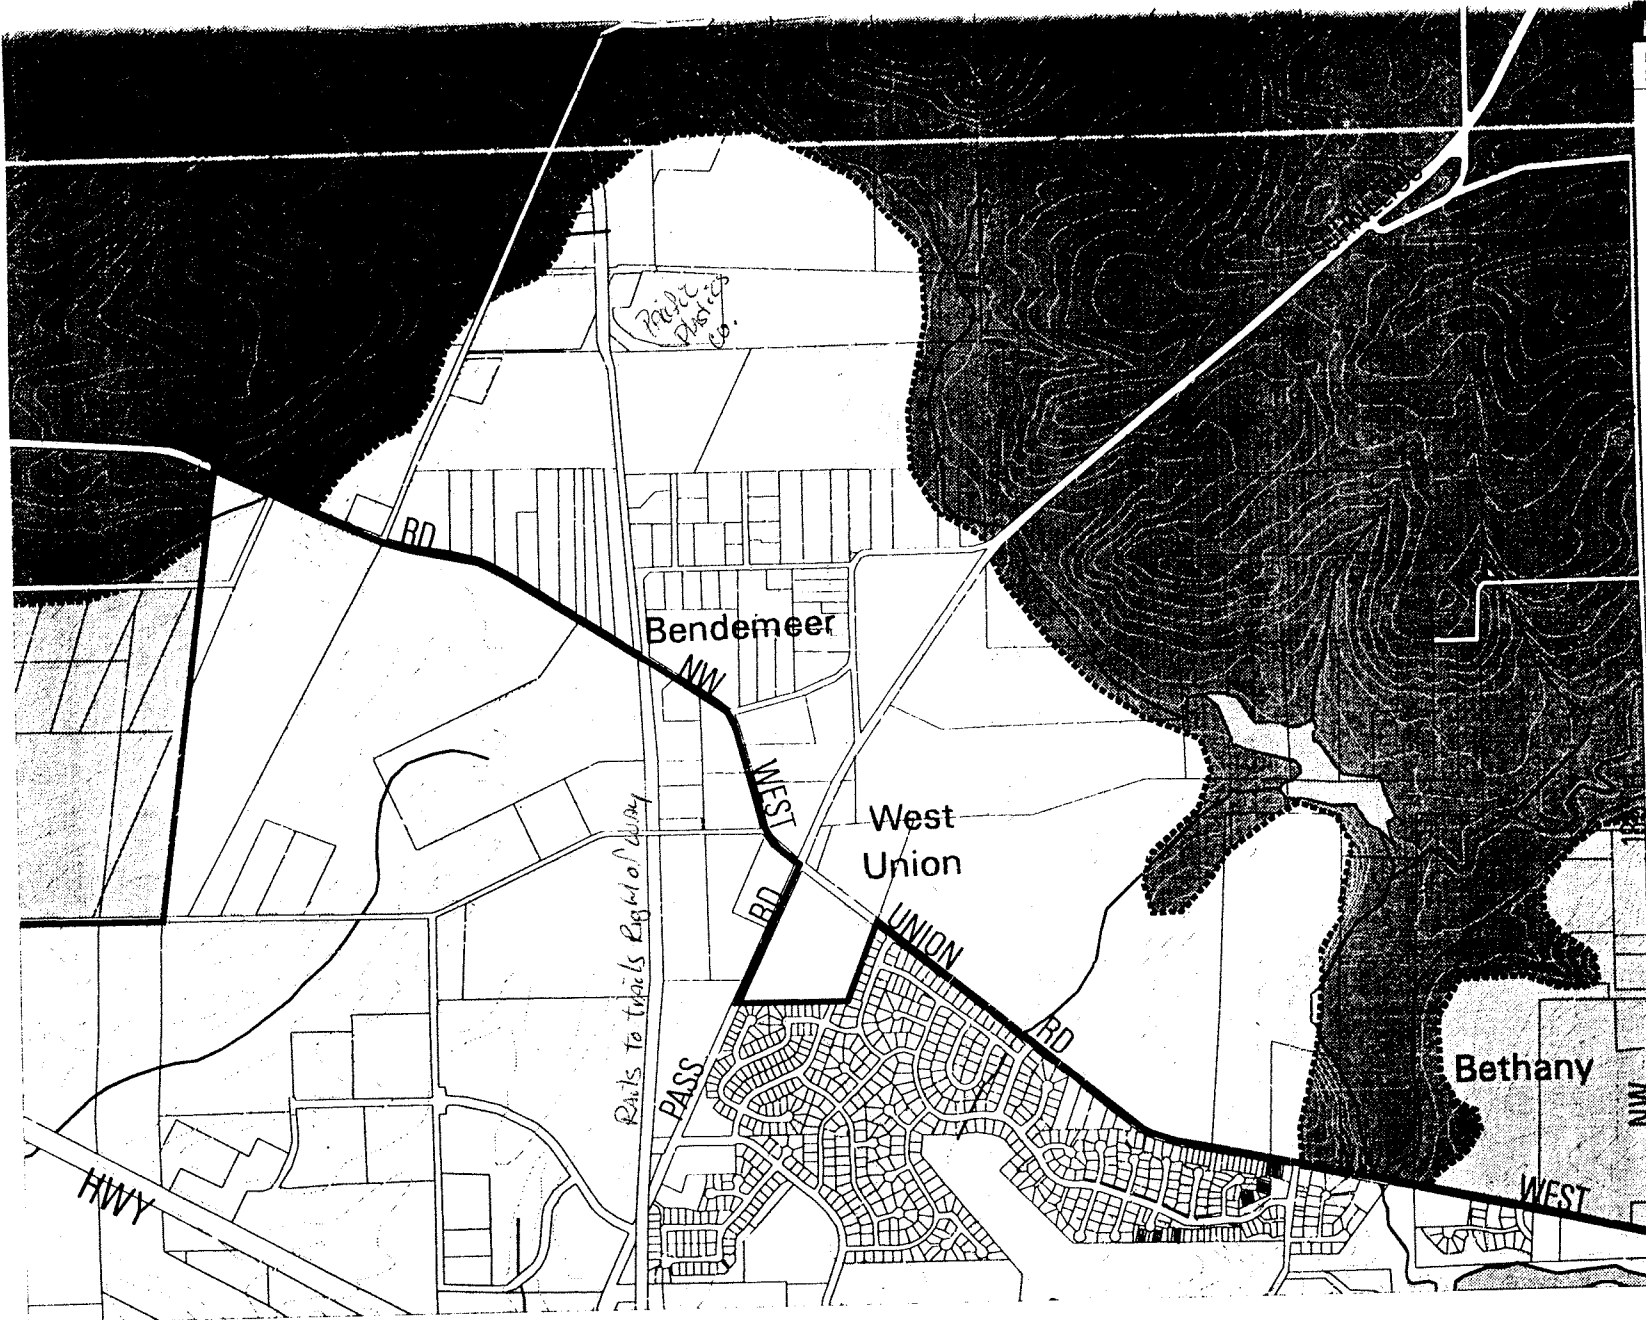 Pacific
Plastics
Co.
RD
Bendemeer
NW
WEST
West
Union
RD
UNION
RD
Rails to trails Right of way
PASS
Bethany
NW
HWY
WEST